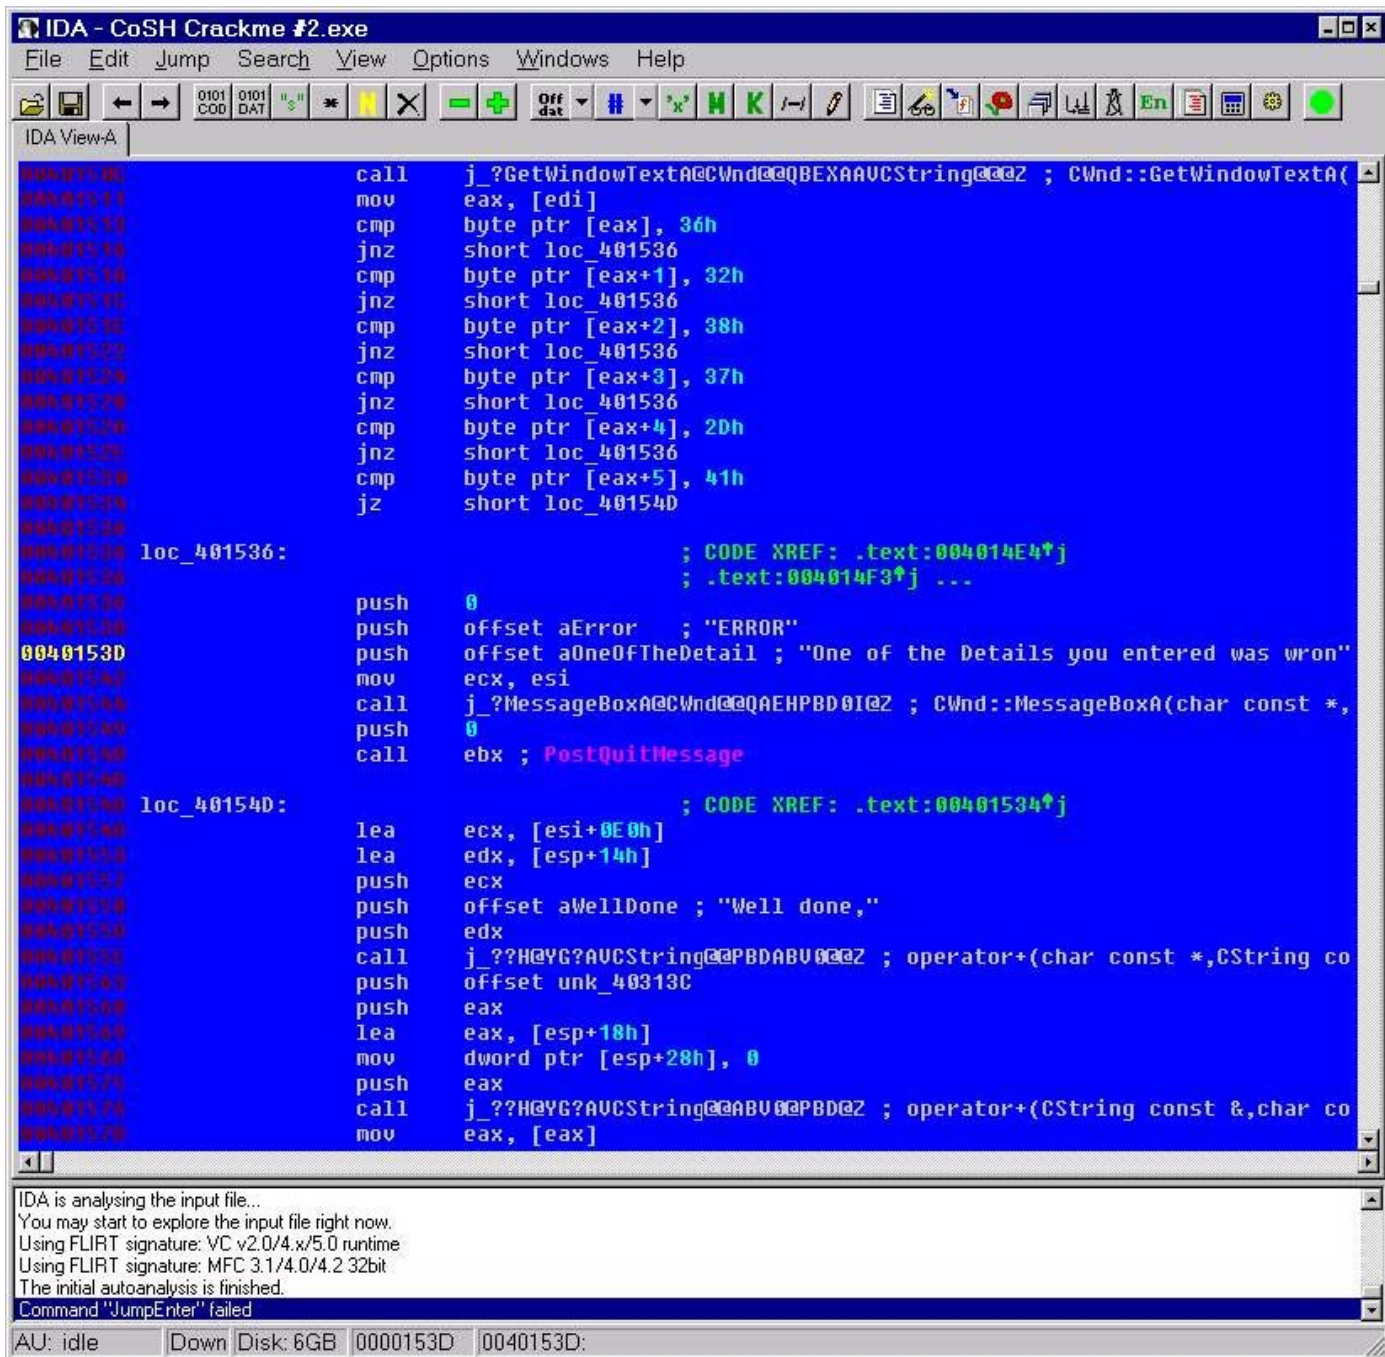 IDA - CoSH Crackme #2.exe
File Edit Jump Search View Options Windows Help
0101 COD 0101 DAT "s" * N Off dat # 'x' M K En
IDA View-A
call j_?GetWindowTextA@CWnd@@QBEXAAVCString@@@Z ; CWnd::GetWindowTextA(
mov eax, [edi]
cmp byte ptr [eax], 36h
jnz short loc_401536
cmp byte ptr [eax+1], 32h
jnz short loc_401536
cmp byte ptr [eax+2], 38h
jnz short loc_401536
cmp byte ptr [eax+3], 37h
jnz short loc_401536
cmp byte ptr [eax+4], 2Dh
jnz short loc_401536
cmp byte ptr [eax+5], 41h
jz short loc_40154D
loc_401536: ; CODE XREF: .text:004014E4↑j
; .text:004014F3↑j ...
push 0
push offset aError ; "ERROR"
0040153D push offset aOneOfTheDetail ; "One of the Details you entered was wron"
mov ecx, esi
call j_?MessageBoxA@CWnd@@QAEHPBD0I@Z ; CWnd::MessageBoxA(char const *,
push 0
call ebx ; PostQuitMessage
loc_40154D: ; CODE XREF: .text:00401534↑j
lea ecx, [esi+0E0h]
lea edx, [esp+14h]
push ecx
push offset aWellDone ; "Well done,"
push edx
call j_??H@YG?AVCString@@PBDABV0@@Z ; operator+(char const *,CString co
push offset unk_40313C
push eax
lea eax, [esp+18h]
mov dword ptr [esp+28h], 0
push eax
call j_??H@YG?AVCString@@ABV0@PBD@Z ; operator+(CString const &,char co
mov eax, [eax]
IDA is analysing the input file...
You may start to explore the input file right now.
Using FLIRT signature: VC v2.0/4.x/5.0 runtime
Using FLIRT signature: MFC 3.1/4.0/4.2 32bit
The initial autoanalysis is finished.
Command "JumpEnter" failed
AU: idle Down Disk: 6GB 0000153D 0040153D: